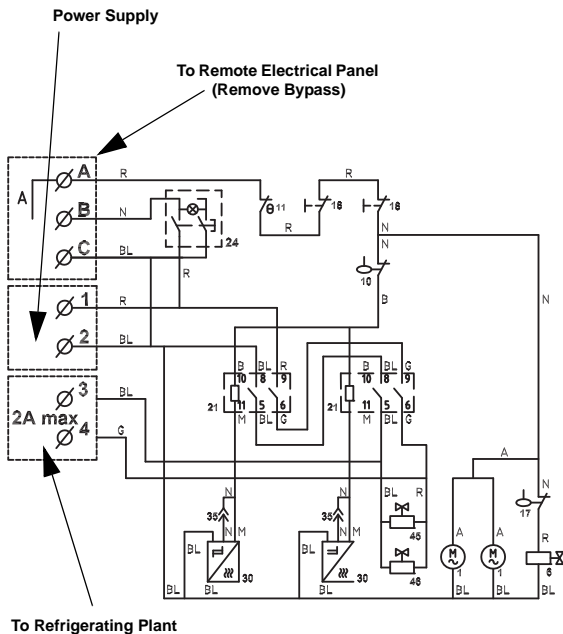 Power Supply
To Remote Electrical Panel
(Remove Bypass)
A
A
R
R
θ 11
R
16
16
B
N
24
N
N
C
BL
R
10
B
N
1
R
2
BL
B BL R
10 8 9
21
11 5 6
M BL G
B BL G
10 8 9
21
11 5 6
M BL G
3
BL
2A max
4
G
A
N
N
35
N M
BL
30
BL
N
35
N M
BL
30
BL
BL R
45
46
17
A
A
R
M
1
M
1
6
BL
BL
BL
BL
BL
To Refrigerating Plant